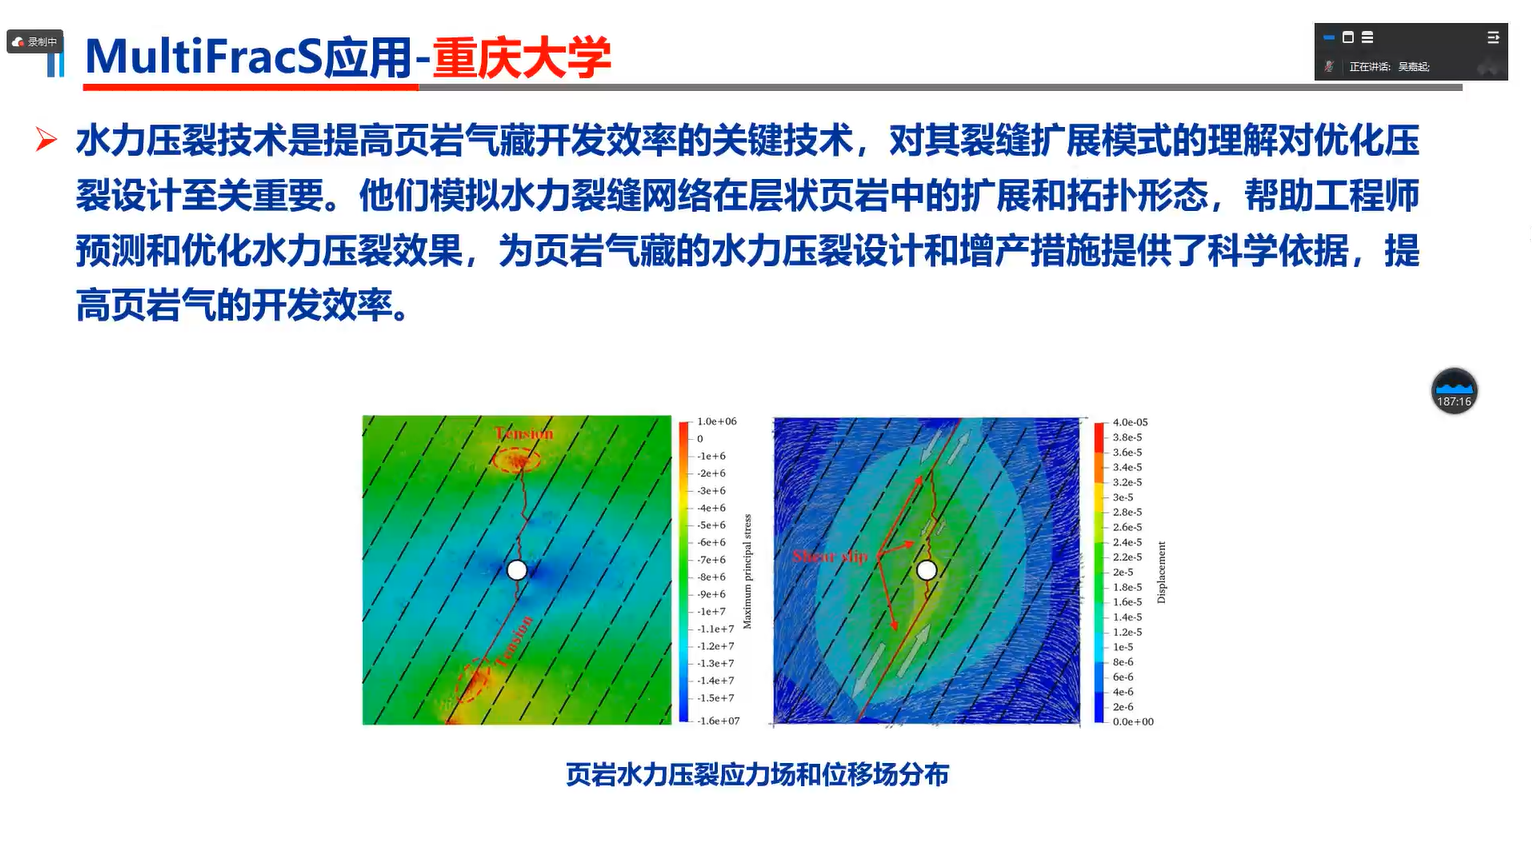 录制中
MultiFracS应用-重庆大学
正在讲话: 吴嘉起;
水力压裂技术是提高页岩气藏开发效率的关键技术，对其裂缝扩展模式的理解对优化压
裂设计至关重要。他们模拟水力裂缝网络在层状页岩中的扩展和拓扑形态，帮助工程师
预测和优化水力压裂效果，为页岩气藏的水力压裂设计和增产措施提供了科学依据，提
高页岩气的开发效率。
187:16
Tension
Tension
1.0e+06
0
-1e+6
-2e+6
-3e+6
-4e+6
-5e+6
-6e+6
-7e+6
-8e+6
-9e+6
-1e+7
-1.1e+7
-1.2e+7
-1.3e+7
-1.4e+7
-1.5e+7
-1.6e+07
Maximum principal stress
Shear slip
4.0e-05
3.8e-5
3.6e-5
3.4e-5
3.2e-5
3e-5
2.8e-5
2.6e-5
2.4e-5
2.2e-5
2e-5
1.8e-5
1.6e-5
1.4e-5
1.2e-5
1e-5
8e-6
6e-6
4e-6
2e-6
0.0e+00
Displacement
页岩水力压裂应力场和位移场分布